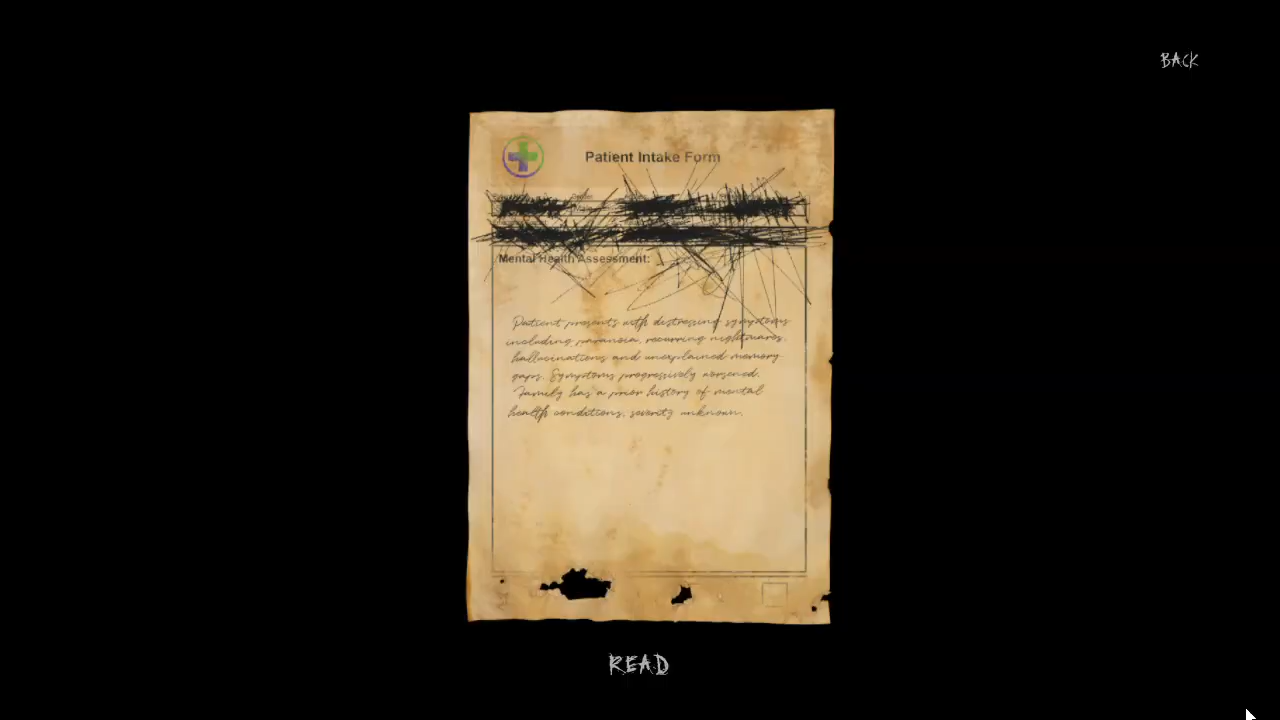 BACK
Patient Intake Form
Mental Health Assessment:
Patient presents with distressing symptoms
including paranoia, recurring nightmares,
hallucinations and unexplained memory
gaps. Symptoms progressively worsened.
Family has a prior history of mental
health conditions, severity unknown.
READ